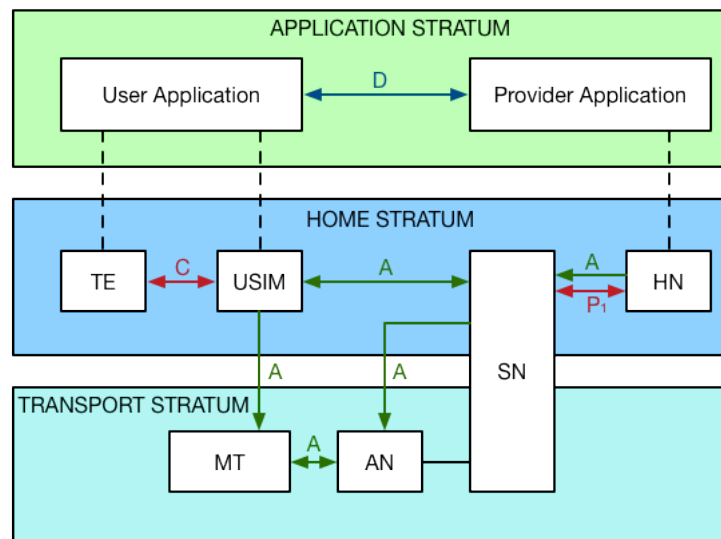 APPLICATION STRATUM
User Application
D
Provider Application
HOME STRATUM
TE
C
USIM
A
A
P₁
HN
SN
A
A
TRANSPORT STRATUM
MT
A
AN